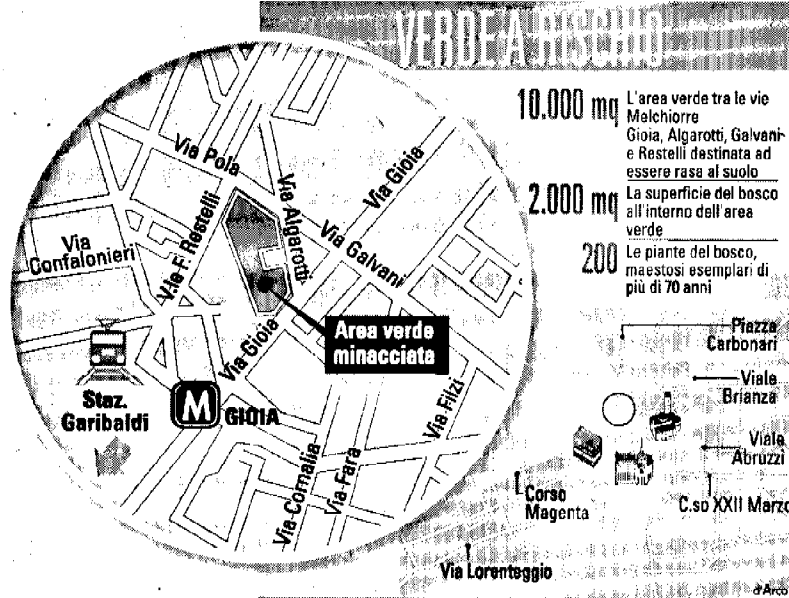 VERDE A RISCHIO
10.000 mq
L'area verde tra le vie
Melchiorre
Gioia, Algarotti, Galvani
e Restelli destinata ad
essere rasa al suolo
2.000 mq
La superficie del bosco
all'interno dell'area
verde
200
Le piante del bosco,
maestosi esemplari di
più di 70 anni
Via Pola
Via Gioia
V.le F. Restelli
Via Algarotti
Via
Confalonieri
Via Galvani
Area verde
minacciata
Via Gioia
Staz.
Garibaldi
M
GIOIA
Via Filzi
Via Cornalia
Via Fara
Piazza
Carbonari
Viale
Brianza
Viale
Abruzzi
Corso
Magenta
C.so XXII Marzo
Via Lorenteggio
d'Arco